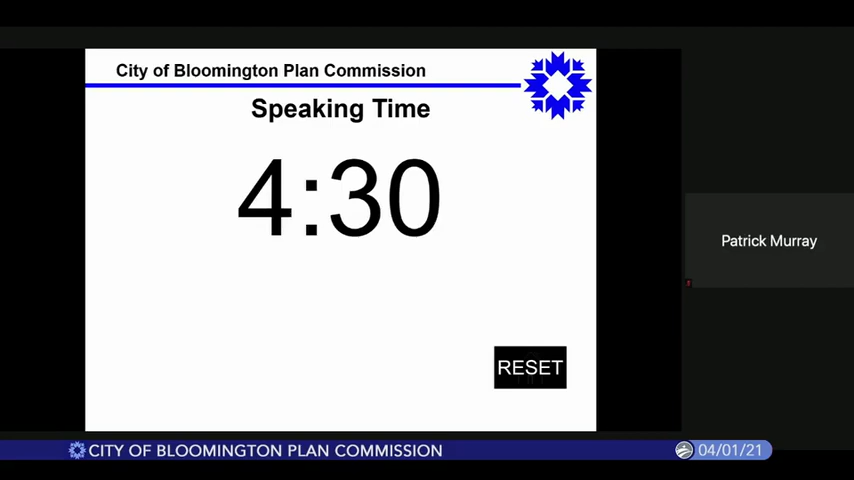 City of Bloomington Plan Commission
Speaking Time
4:30
Patrick Murray
RESET
CITY OF BLOOMINGTON PLAN COMMISSION
04/01/21